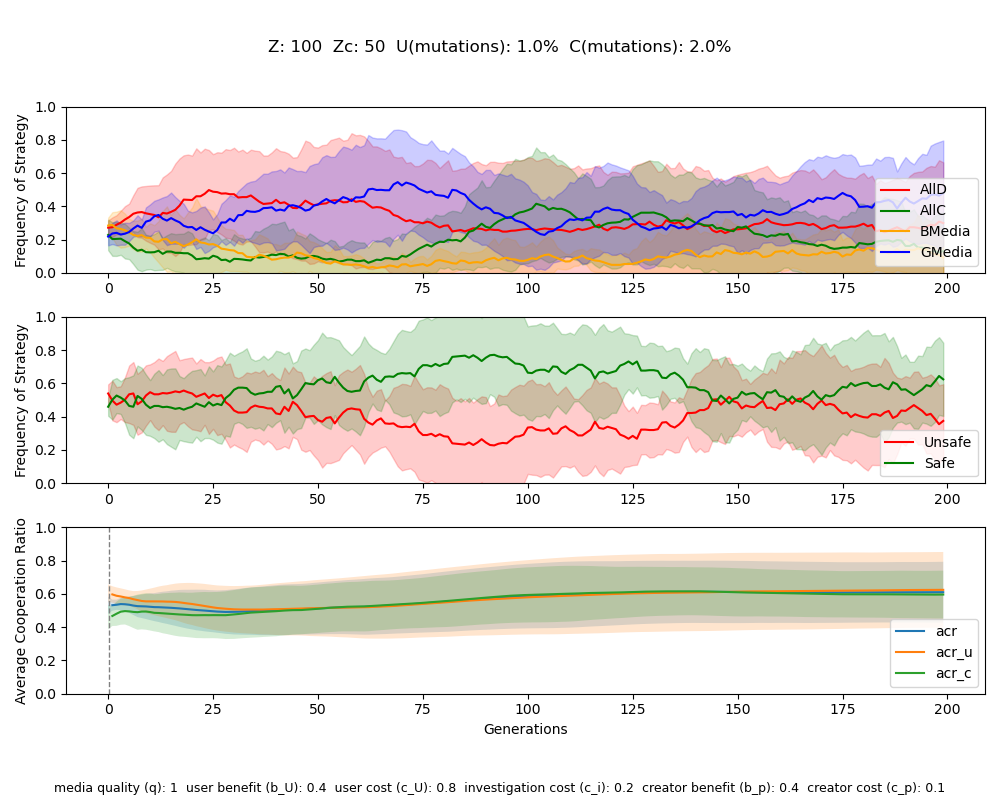 Z: 100  Zc: 50  U(mutations): 1.0%  C(mutations): 2.0%
Frequency of Strategy
1.0
0.8
0.6
0.4
0.2
0.0
AllD
AllC
BMedia
GMedia
0 25 50 75 100 125 150 175 200
Frequency of Strategy
1.0
0.8
0.6
0.4
0.2
0.0
Unsafe
Safe
0 25 50 75 100 125 150 175 200
Average Cooperation Ratio
1.0
0.8
0.6
0.4
0.2
0.0
acr
acr_u
acr_c
0 25 50 75 100 125 150 175 200
Generations
media quality (q): 1  user benefit (b_U): 0.4  user cost (c_U): 0.8  investigation cost (c_i): 0.2  creator benefit (b_p): 0.4  creator cost (c_p): 0.1